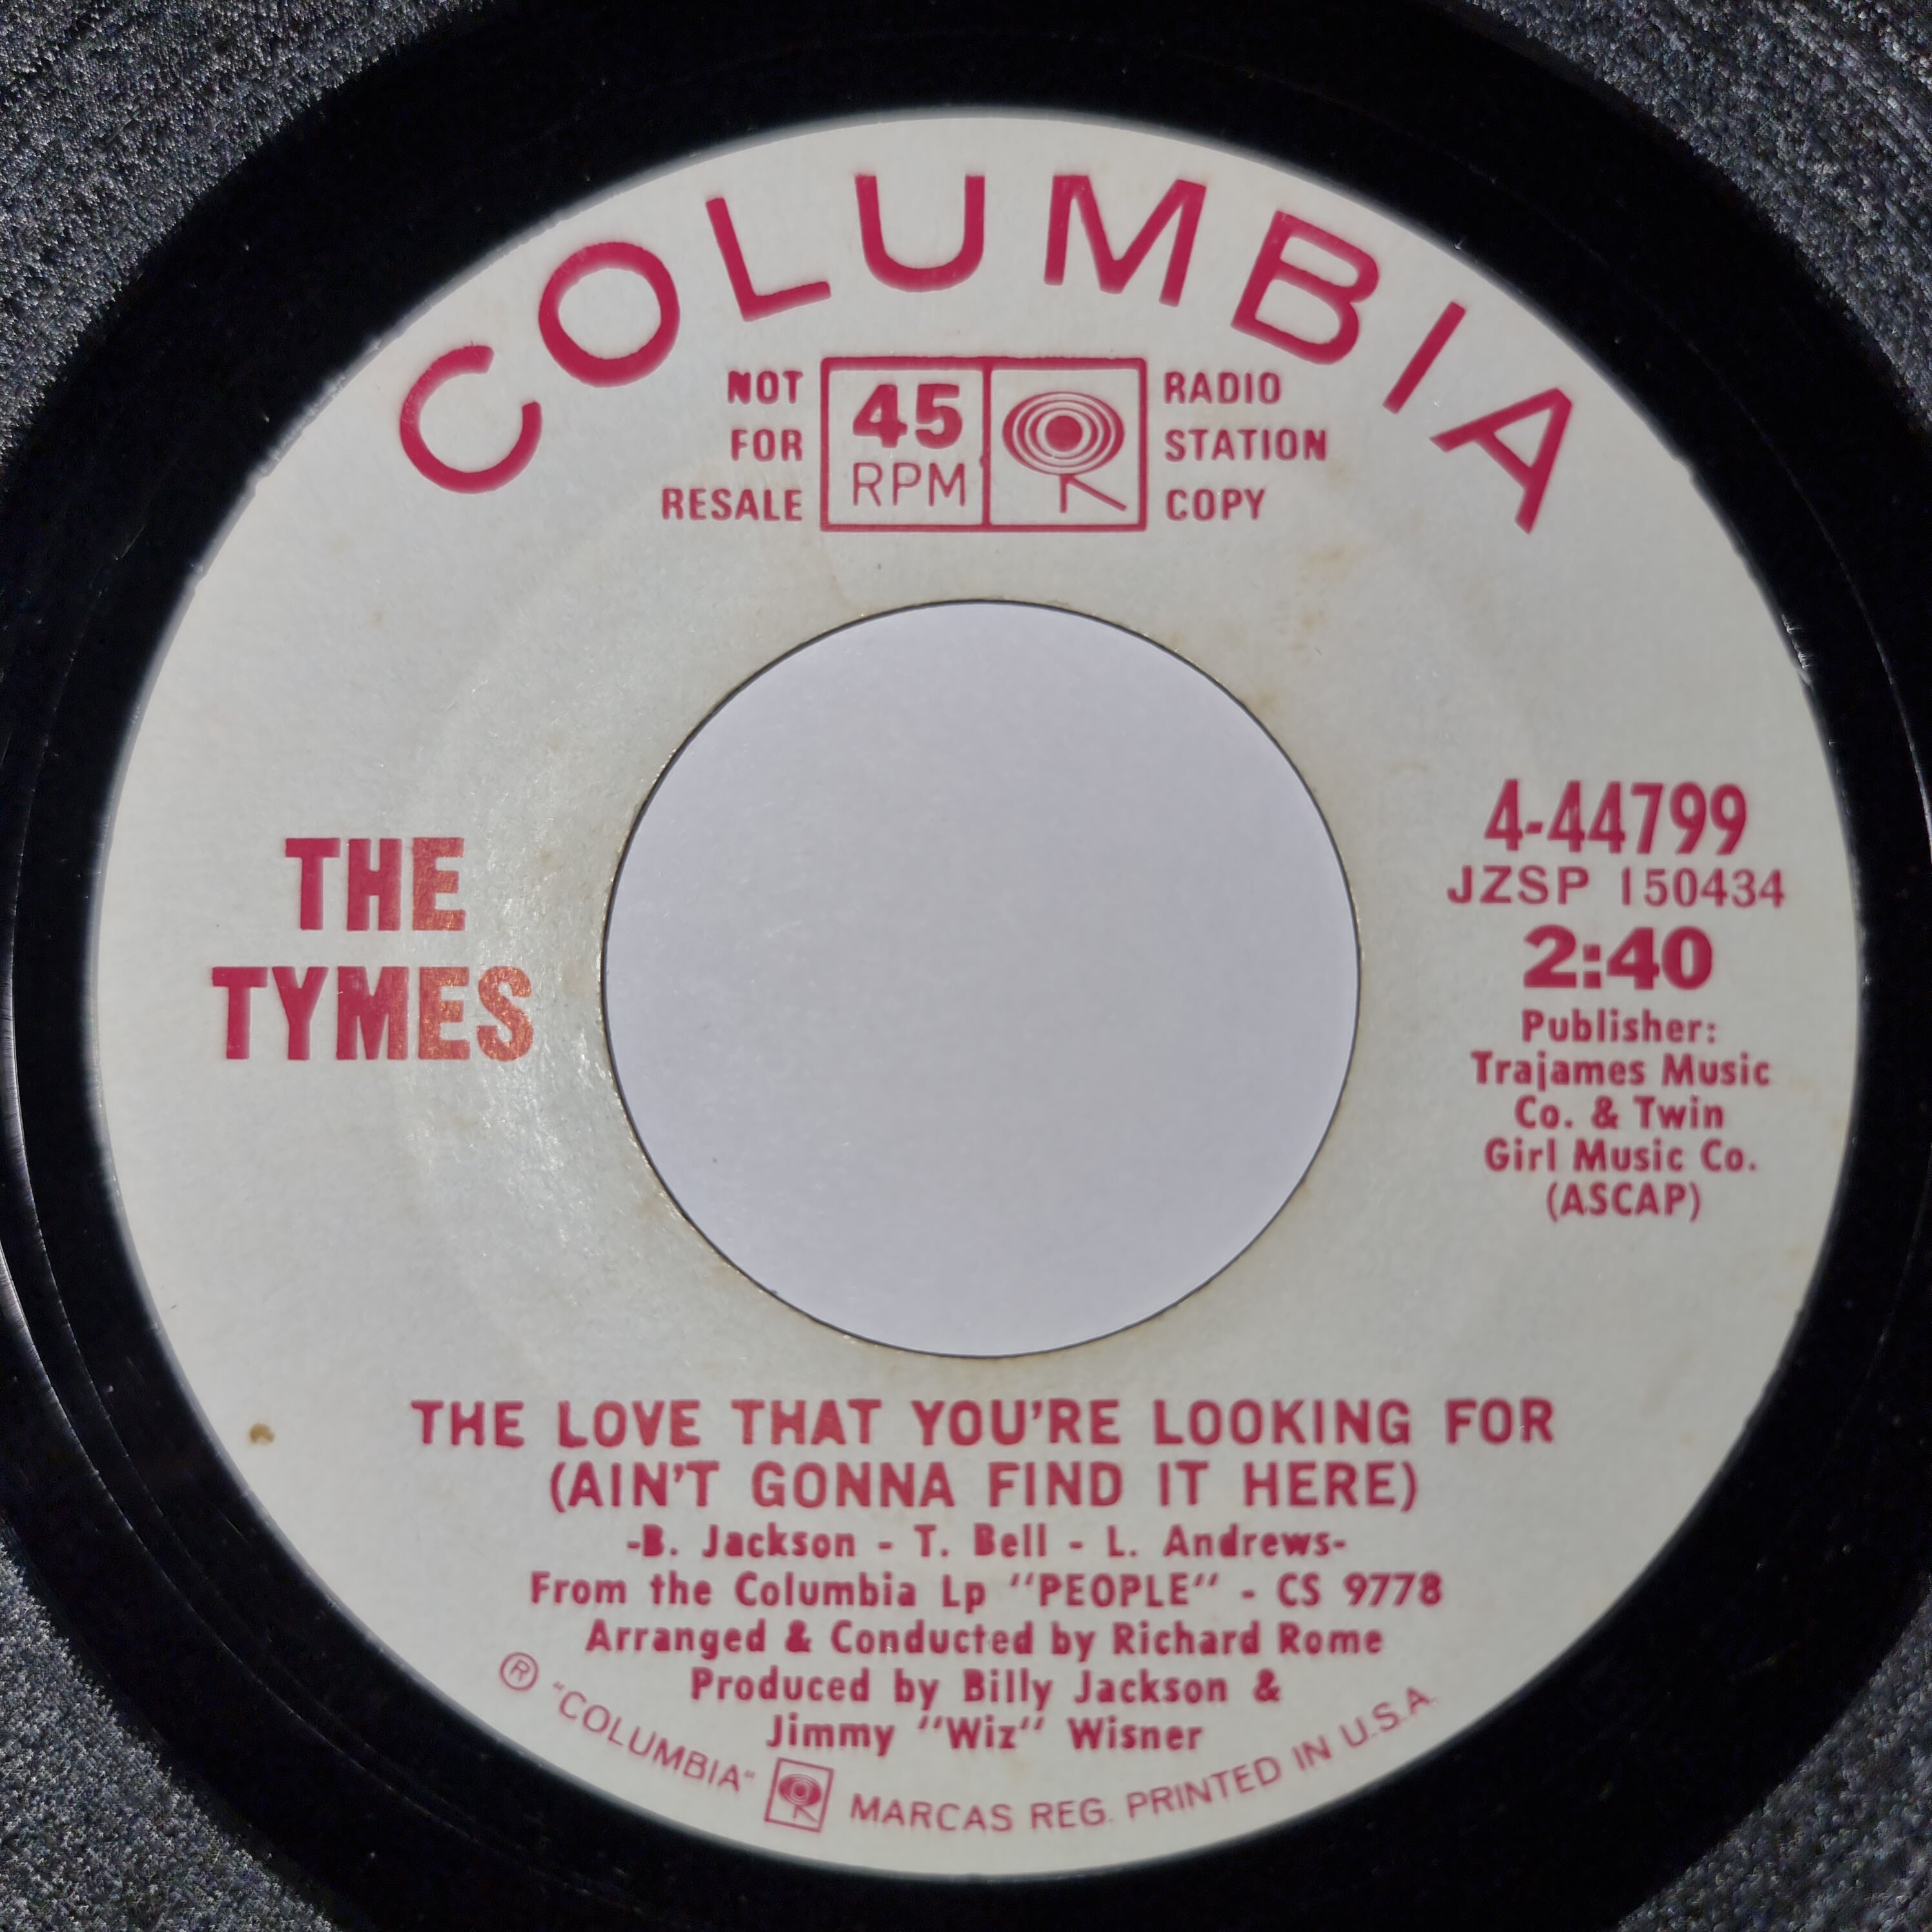 COLUMBIA
NOT
FOR
RESALE
45
RPM
RADIO
STATION
COPY
THE
TYMES
4-44799
JZSP 150434
2:40
Publisher:
Trajames Music
Co. & Twin
Girl Music Co.
(ASCAP)
THE LOVE THAT YOU'RE LOOKING FOR
(AIN'T GONNA FIND IT HERE)
-B. Jackson - T. Bell - L. Andrews-
From the Columbia Lp "PEOPLE" - CS 9778
Arranged & Conducted by Richard Rome
Produced by Billy Jackson &
Jimmy "Wiz" Wisner
® "COLUMBIA" MARCAS REG. PRINTED IN U.S.A.